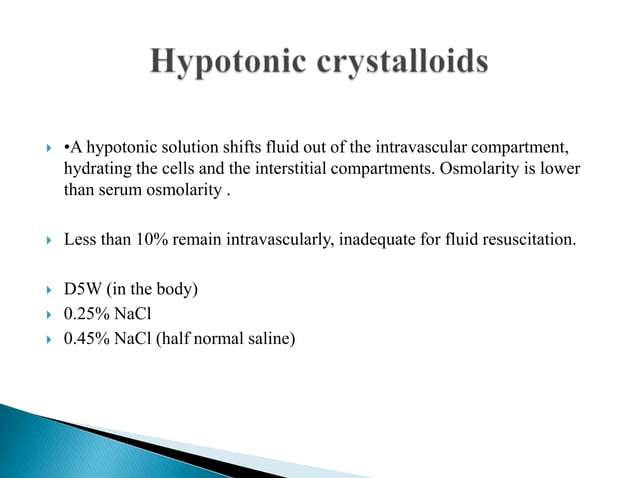 Hypotonic crystalloids
•A hypotonic solution shifts fluid out of the intravascular compartment,
hydrating the cells and the interstitial compartments. Osmolarity is lower
than serum osmolarity .
Less than 10% remain intravascularly, inadequate for fluid resuscitation.
D5W (in the body)
0.25% NaCl
0.45% NaCl (half normal saline)